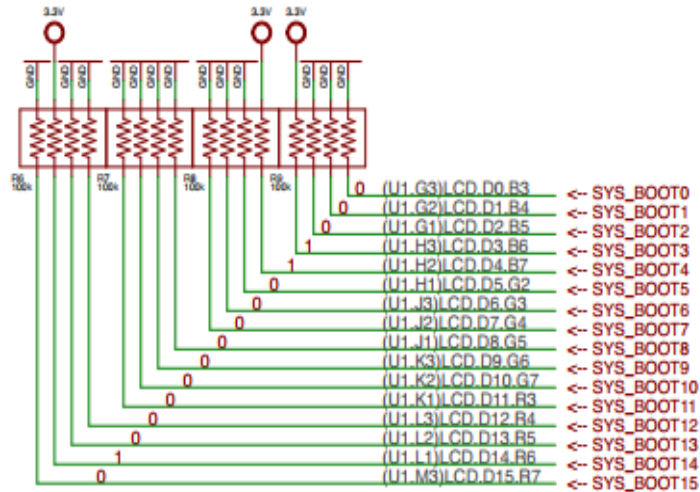 3.3V 3.3V 3.3V
GND GND GND GND GND GND GND GND GND GND GND GND GND
R6 100k R7 100k R8 100k R9 100k
0 (U1.G3)LCD.D0.B3 <-- SYS_BOOT0
0 (U1.G2)LCD.D1.B4 <-- SYS_BOOT1
0 (U1.G1)LCD.D2.B5 <-- SYS_BOOT2
1 (U1.H3)LCD.D3.B6 <-- SYS_BOOT3
1 (U1.H2)LCD.D4.B7 <-- SYS_BOOT4
0 (U1.H1)LCD.D5.G2 <-- SYS_BOOT5
0 (U1.J3)LCD.D6.G3 <-- SYS_BOOT6
0 (U1.J2)LCD.D7.G4 <-- SYS_BOOT7
0 (U1.J1)LCD.D8.G5 <-- SYS_BOOT8
0 (U1.K3)LCD.D9.G6 <-- SYS_BOOT9
0 (U1.K2)LCD.D10.G7 <-- SYS_BOOT10
0 (U1.K1)LCD.D11.R3 <-- SYS_BOOT11
0 (U1.L3)LCD.D12.R4 <-- SYS_BOOT12
0 (U1.L2)LCD.D13.R5 <-- SYS_BOOT13
1 (U1.L1)LCD.D14.R6 <-- SYS_BOOT14
0 (U1.M3)LCD.D15.R7 <-- SYS_BOOT15